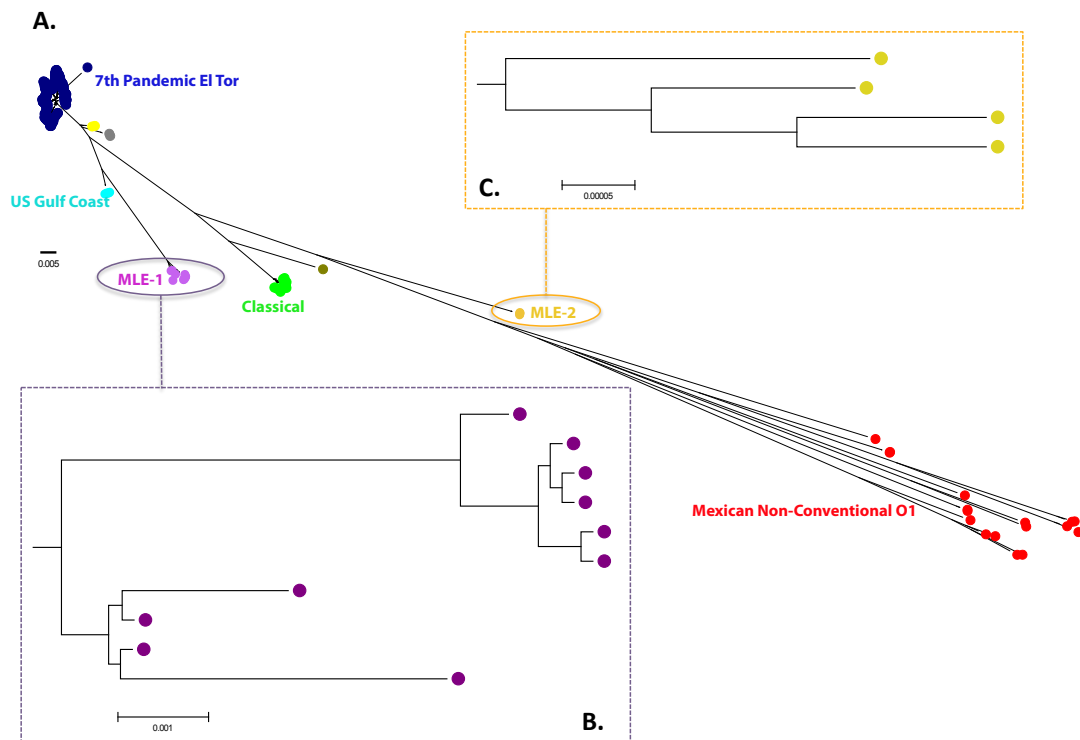 A.
7th Pandemic El Tor
US Gulf Coast
0.005
MLE-1
Classical
MLE-2
C.
0.00005
Mexican Non-Conventional O1
0.001
B.